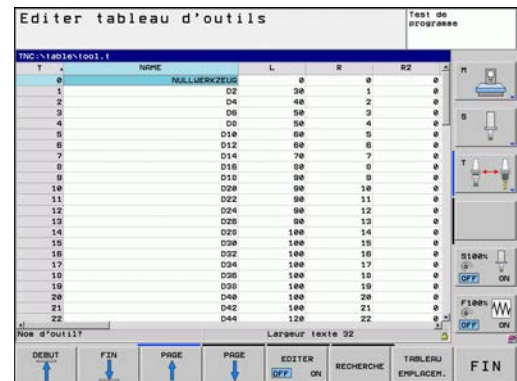 Editer tableau d'outils
Test de
programme
TNC:\table\tool.t
T NAME L R R2
0 NULLWERKZEUG 0 0 0
1 D2 30 1 0
2 D4 40 2 0
3 D6 50 3 0
4 D8 50 4 0
5 D10 60 5 0
6 D12 60 6 0
7 D14 70 7 0
8 D16 80 8 0
9 D18 90 9 0
10 D20 90 10 0
11 D22 90 11 0
12 D24 90 12 0
13 D26 90 13 0
14 D28 100 14 0
15 D30 100 15 0
16 D32 100 16 0
17 D34 100 17 0
18 D36 100 18 0
19 D38 100 19 0
20 D40 100 20 0
21 D42 100 21 0
22 D44 120 22 0
Nom d'outil? Largeur texte 32
M
S
T
S100%
OFF ON
F100%
OFF ON
DEBUT
FIN
PAGE
PAGE
EDITER
OFF ON
RECHERCHE
TABLEAU
EMPLACEM.
FIN